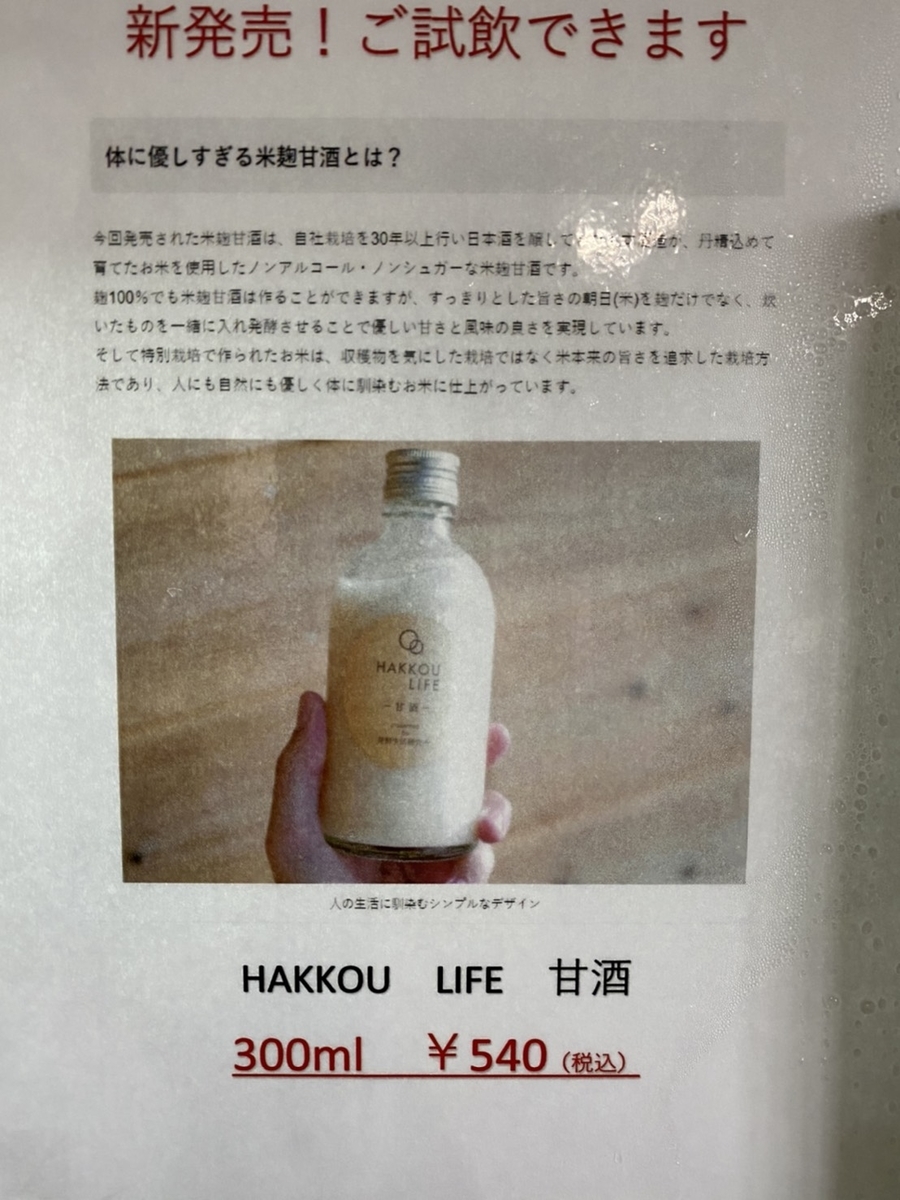 新発売！ご試飲できます
体に優しすぎる米麹甘酒とは？
今回発売された米麹甘酒は、自社栽培を30年以上行い日本酒を醸して 、丹精込めて
育てたお米を使用したノンアルコール・ノンシュガーな米麹甘酒です。
麹100％でも米麹甘酒は作ることができますが、すっきりとした旨さの朝日(米)を麹だけでなく、炊
いたものを一緒に入れ発酵させることで優しい甘さと風味の良さを実現しています。
そして特別栽培で作られたお米は、収穫物を気にした栽培ではなく米本来の旨さを追求した栽培方
法であり、人にも自然にも優しく体に馴染むお米に仕上がっています。
HAKKOU
LIFE
－甘酒－
人の生活に馴染むシンプルなデザイン
HAKKOU LIFE 甘酒
300ml ￥540（税込）